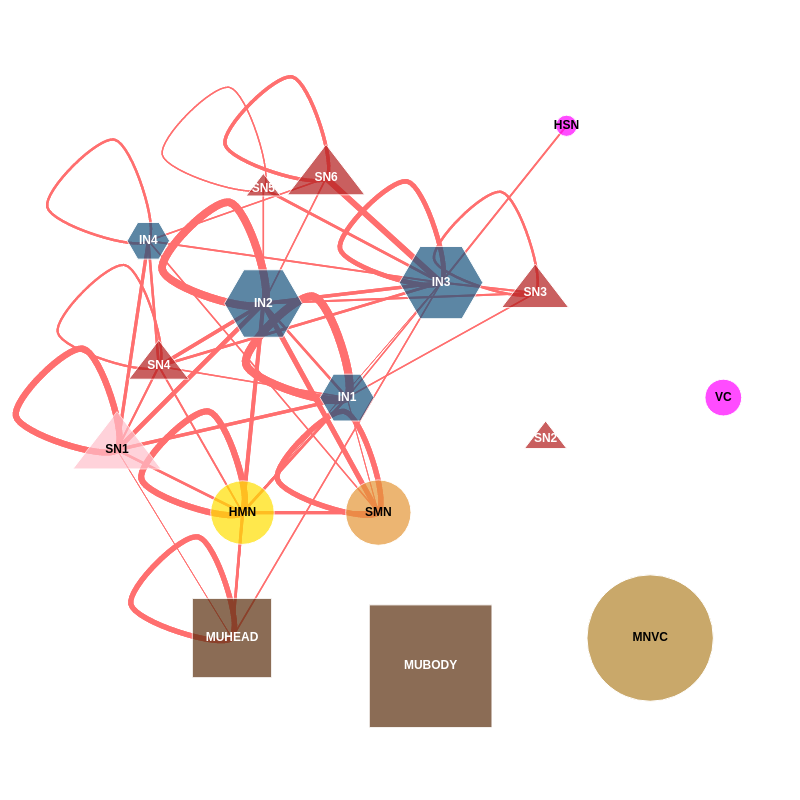 HSN
SN6
SN5
IN4
IN3
SN3
IN2
SN4
IN1
VC
SN2
SN1
HMN
SMN
MUHEAD
MNVC
MUBODY